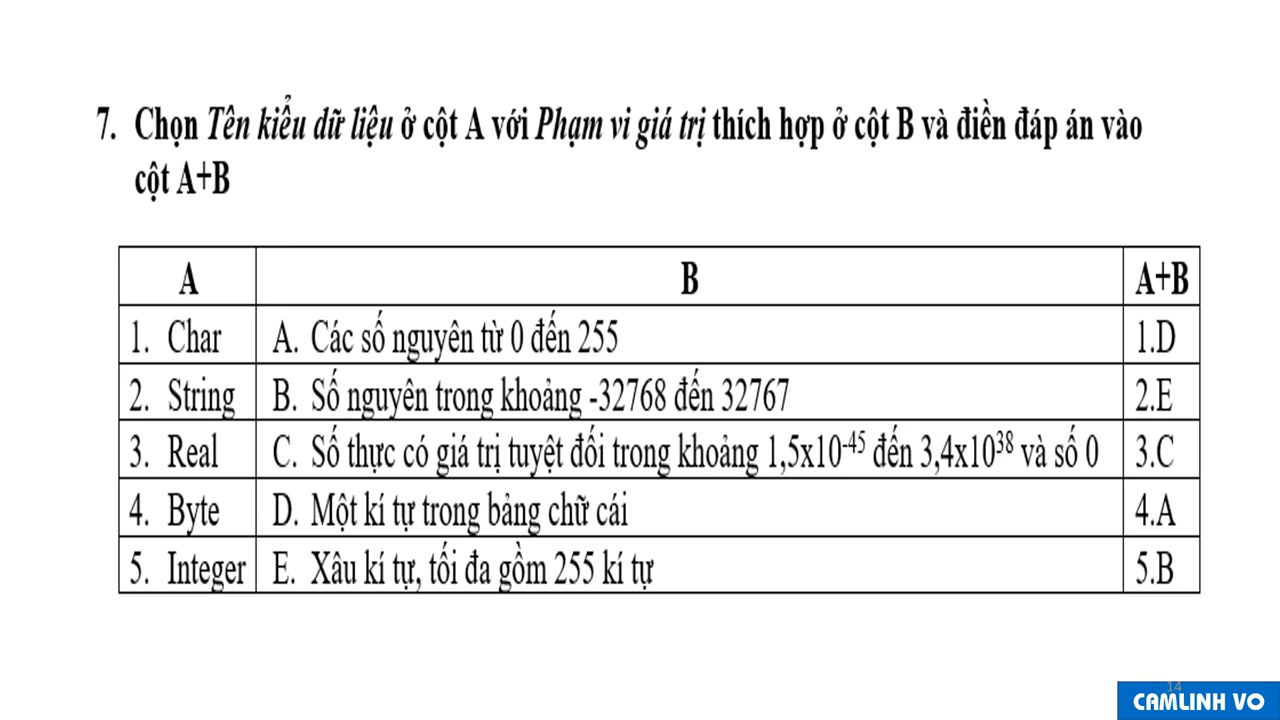 7. Chọn Tên kiểu dữ liệu ở cột A với Phạm vi giá trị thích hợp ở cột B và điền đáp án vào
cột A+B
A B A+B
1. Char A. Các số nguyên từ 0 đến 255 1.D
2. String B. Số nguyên trong khoảng -32768 đến 32767 2.E
3. Real C. Số thực có giá trị tuyệt đối trong khoảng 1,5x10⁻⁴⁵ đến 3,4x10³⁸ và số 0 3.C
4. Byte D. Một kí tự trong bảng chữ cái 4.A
5. Integer E. Xâu kí tự, tối đa gồm 255 kí tự 5.B
14
CAMLINH VO